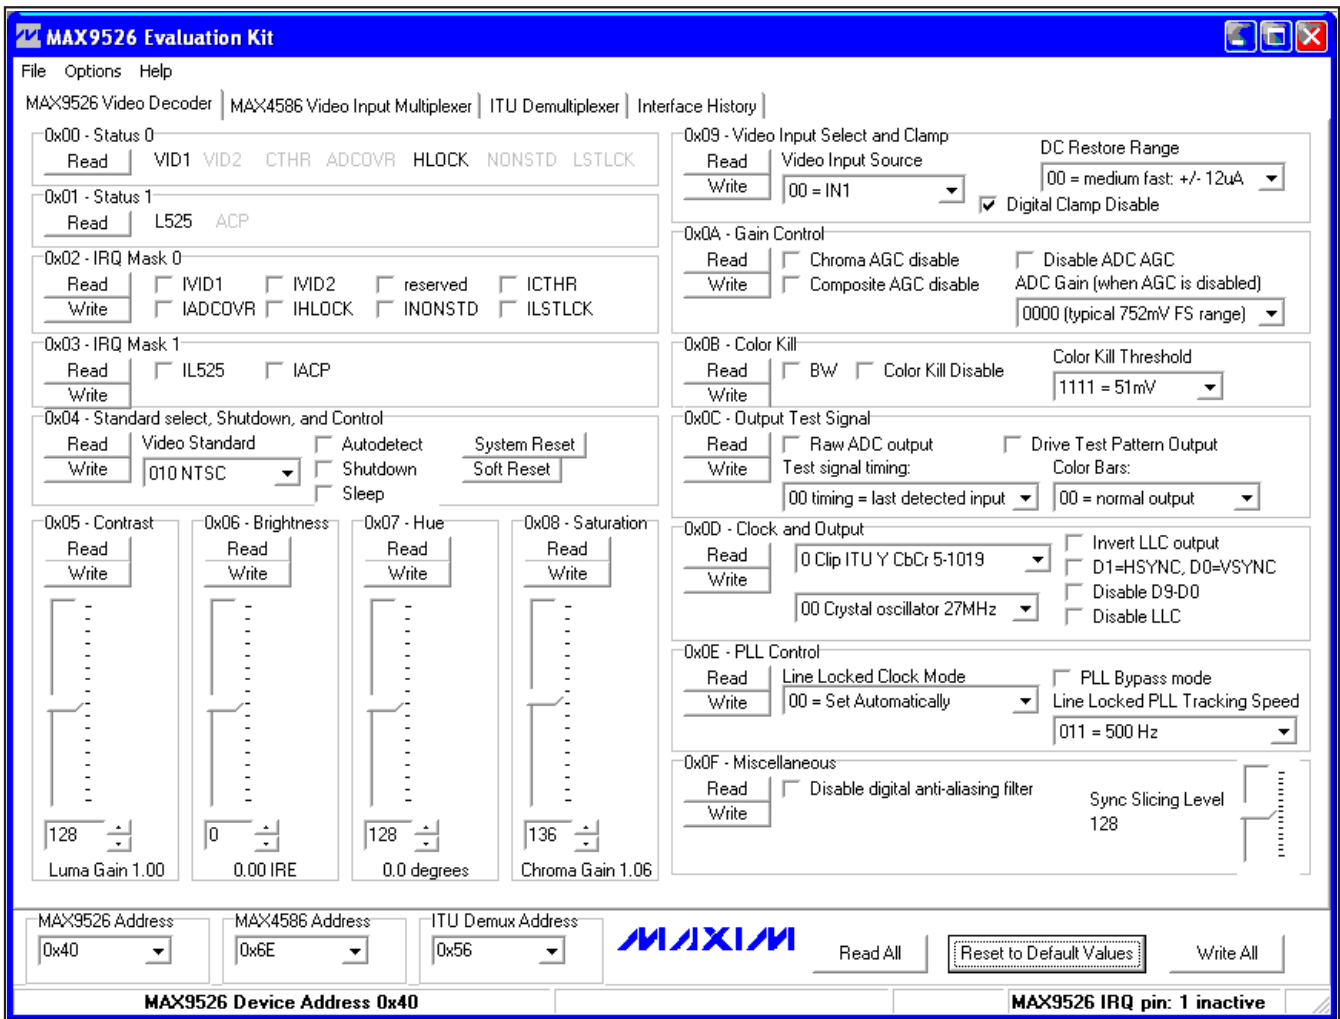 MAX9526 Evaluation Kit
File Options Help
MAX9526 Video Decoder MAX4586 Video Input Multiplexer ITU Demultiplexer Interface History
0x00 - Status 0
Read VID1 VID2 CTHR ADCOVR HLOCK NONSTD LSTLCK
0x01 - Status 1
Read L525 ACP
0x02 - IRQ Mask 0
Read IVID1 IVID2 reserved ICTHR
Write IADCOVR IHLOCK INONSTD ILSTLCK
0x03 - IRQ Mask 1
Read IL525 IACP
Write
0x04 - Standard select, Shutdown, and Control
Read Video Standard Autodetect System Reset
Write 010 NTSC Shutdown Soft Reset
Sleep
0x05 - Contrast
Read
Write
128
Luma Gain 1.00
0x06 - Brightness
Read
Write
0
0.00 IRE
0x07 - Hue
Read
Write
128
0.0 degrees
0x08 - Saturation
Read
Write
136
Chroma Gain 1.06
0x09 - Video Input Select and Clamp
Read Video Input Source DC Restore Range
Write 00 = IN1 00 = medium fast: +/- 12uA
Digital Clamp Disable
0x0A - Gain Control
Read Chroma AGC disable Disable ADC AGC
Write Composite AGC disable ADC Gain (when AGC is disabled)
0000 (typical 752mV FS range)
0x0B - Color Kill
Read BW Color Kill Disable Color Kill Threshold
Write 1111 = 51mV
0x0C - Output Test Signal
Read Raw ADC output Drive Test Pattern Output
Write Test signal timing: Color Bars:
00 timing = last detected input 00 = normal output
0x0D - Clock and Output
Read 0 Clip ITU Y CbCr 5-1019 Invert LLC output
Write D1=HSYNC, D0=VSYNC
00 Crystal oscillator 27MHz Disable D9-D0
Disable LLC
0x0E - PLL Control
Read Line Locked Clock Mode PLL Bypass mode
Write 00 = Set Automatically Line Locked PLL Tracking Speed
011 = 500 Hz
0x0F - Miscellaneous
Read Disable digital anti-aliasing filter Sync Slicing Level
Write 128
MAX9526 Address MAX4586 Address ITU Demux Address
0x40 0x6E 0x56 MAXIM Read All Reset to Default Values Write All
MAX9526 Device Address 0x40 MAX9526 IRQ pin: 1 inactive